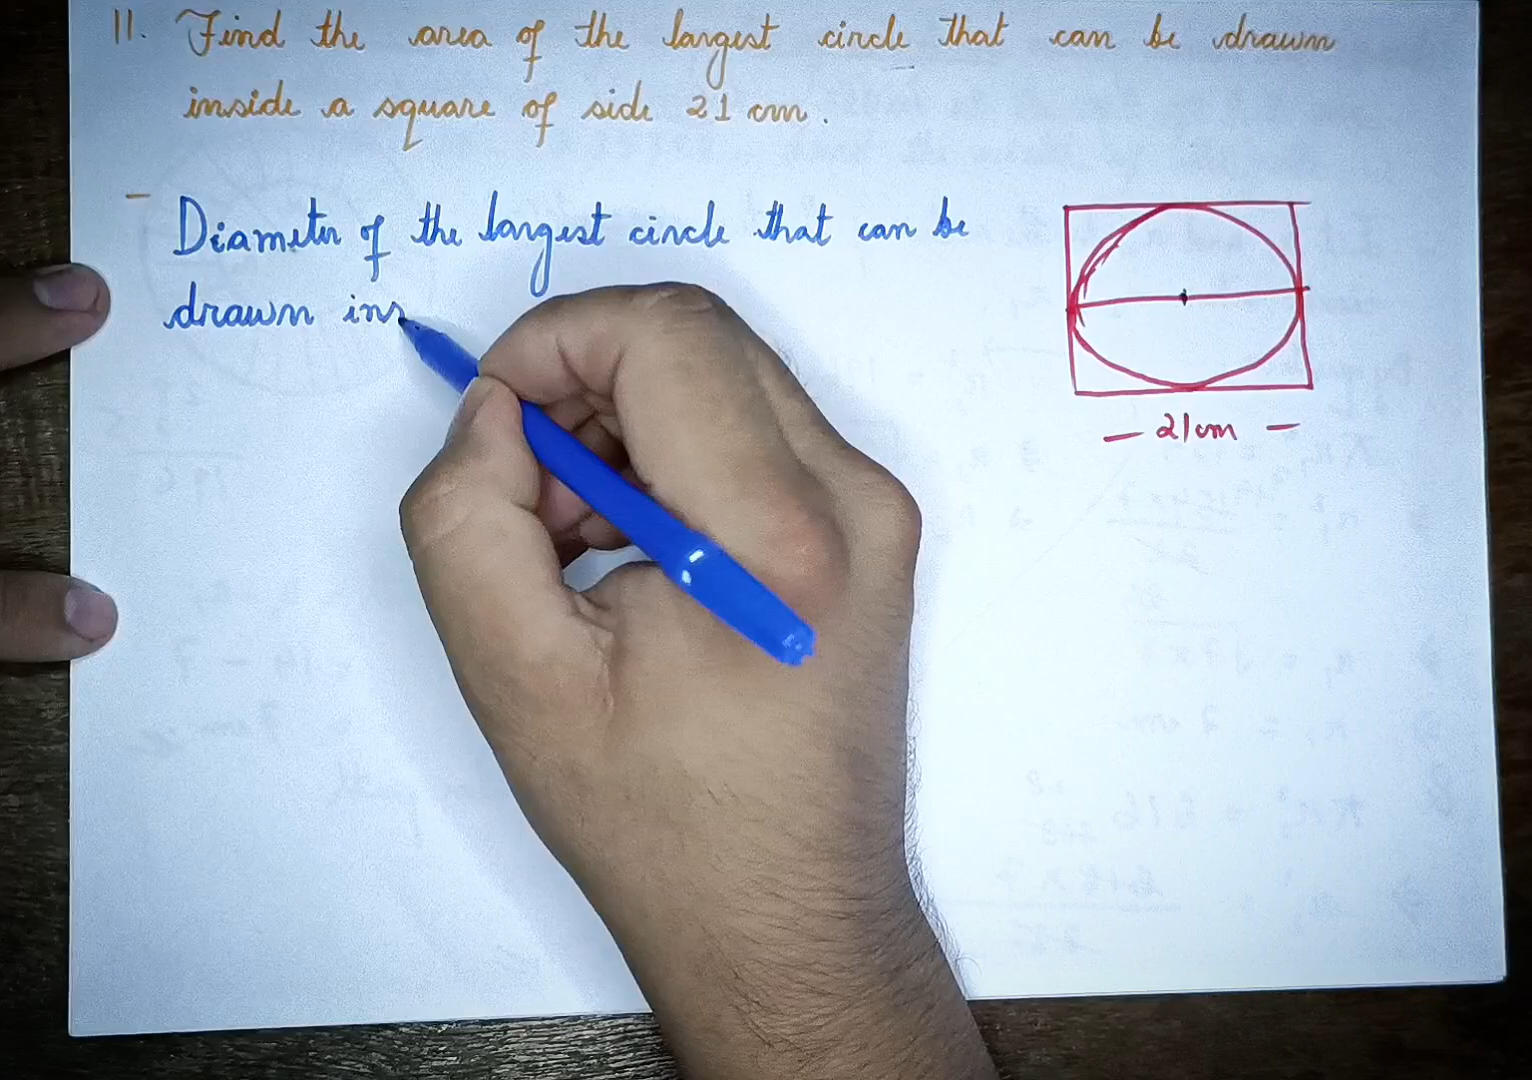 11. Find the area of the largest circle that can be drawn
inside a square of side 21 cm.
- Diameter of the largest circle that can be
drawn ins
- 21cm -